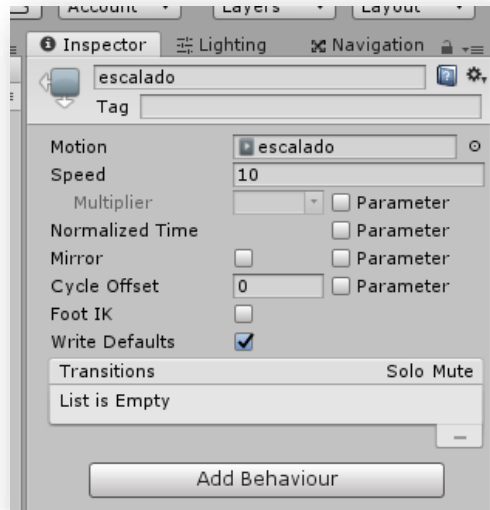 Account Layers Layout
Inspector Lighting Navigation
escalado
Tag
Motion escalado
Speed 10
Multiplier Parameter
Normalized Time Parameter
Mirror Parameter
Cycle Offset 0 Parameter
Foot IK
Write Defaults
Transitions Solo Mute
List is Empty
Add Behaviour